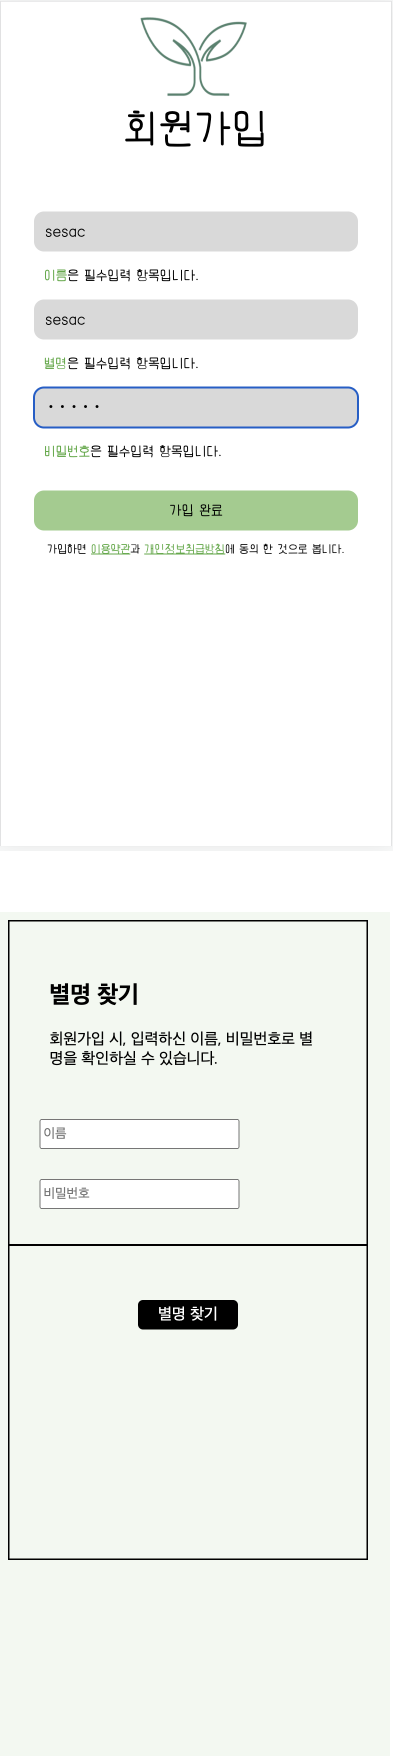 회원가입
sesac
이름은 필수입력 항목입니다.
sesac
별명은 필수입력 항목입니다.
•••••
비밀번호은 필수입력 항목입니다.
가입 완료
가입하면 이용약관과 개인정보취급방침에 동의 한 것으로 봅니다.
별명 찾기
회원가입 시, 입력하신 이름, 비밀번호로 별
명을 확인하실 수 있습니다.
이름
비밀번호
별명 찾기